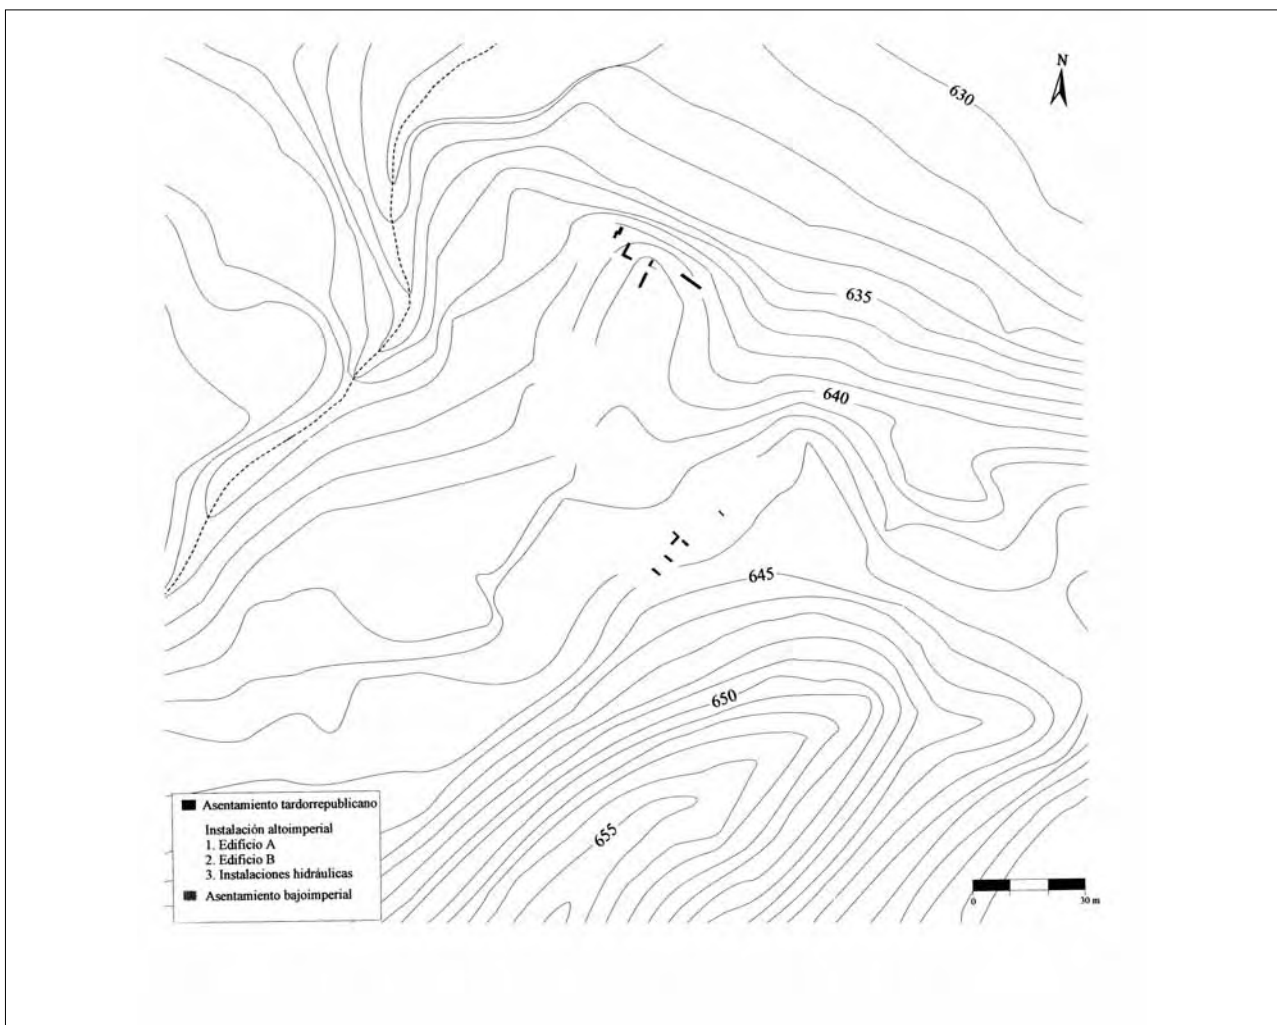 N
630
635
640
645
650
655
Asentamiento tardorrepublicano
Instalación altoimperial
1. Edificio A
2. Edificio B
3. Instalaciones hidráulicas
Asentamiento bajoimperial
0 30 m